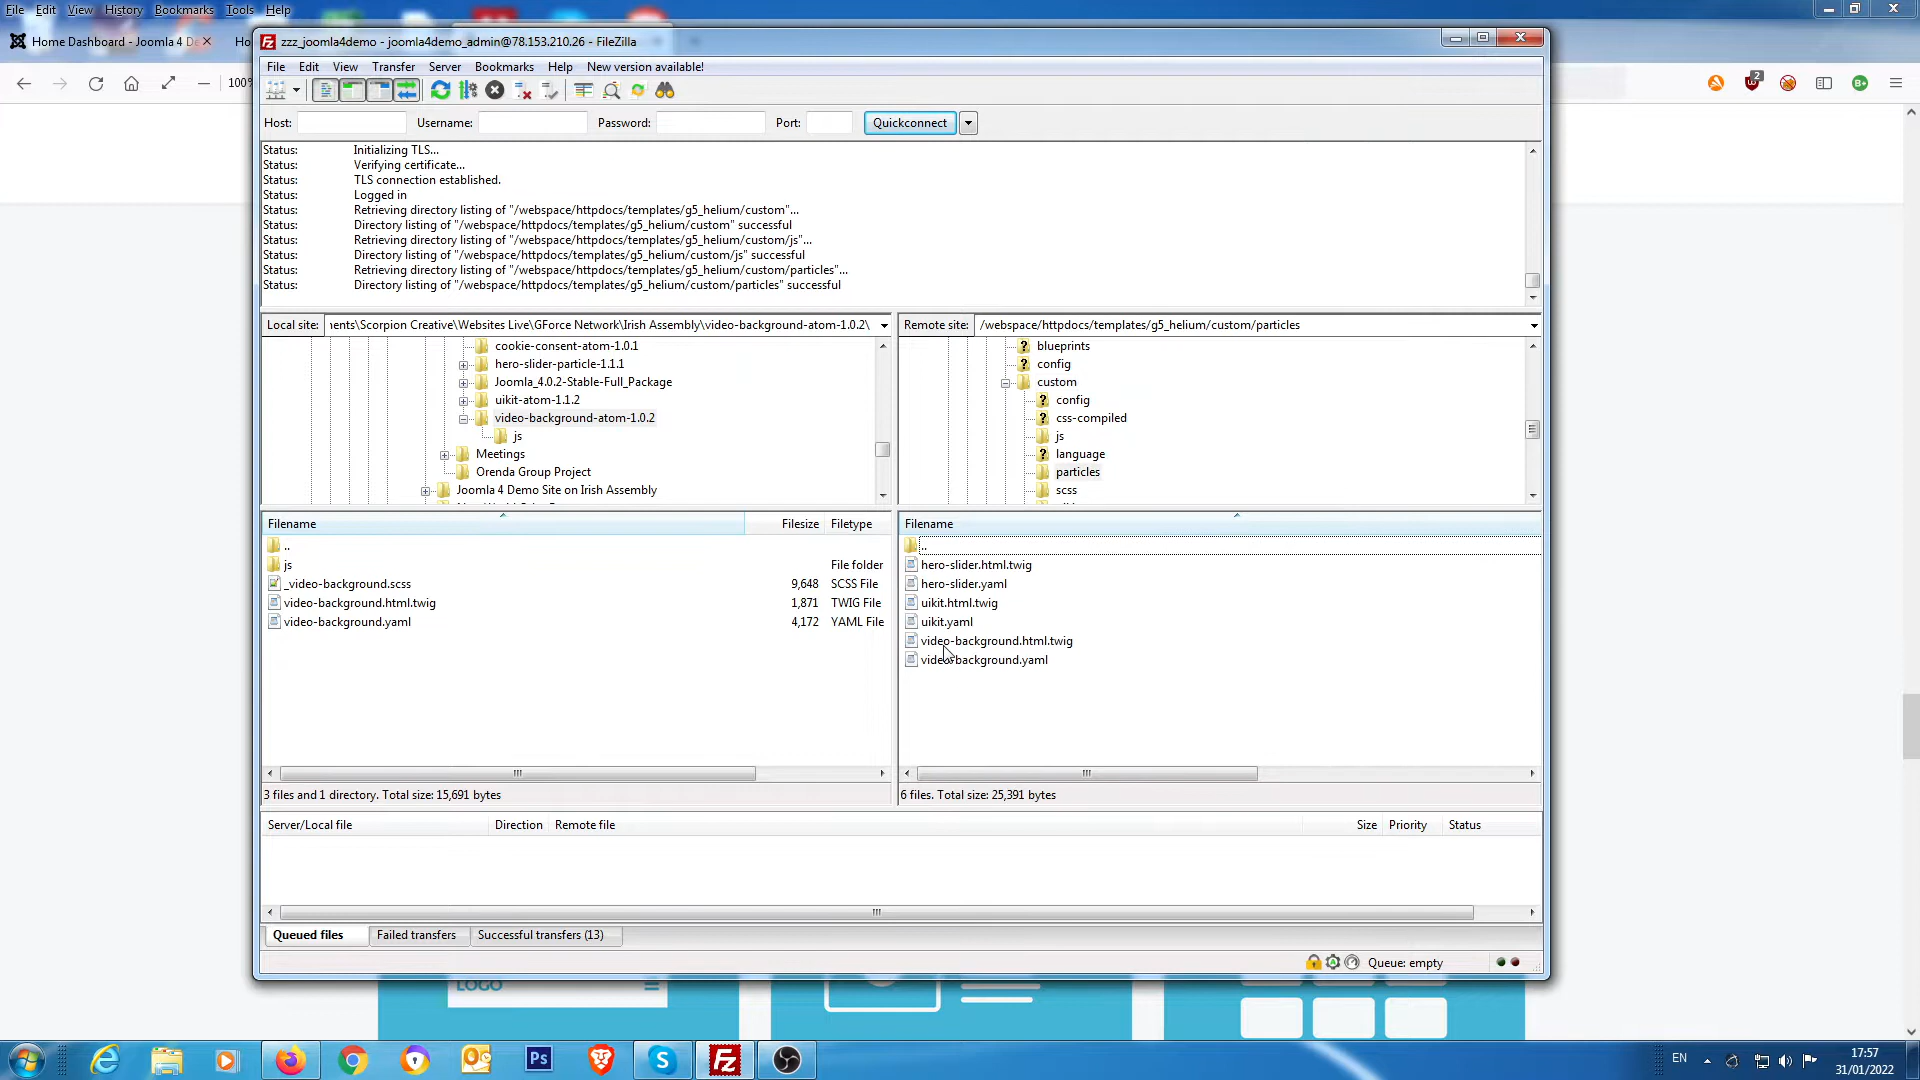 File Edit View History Bookmarks Tools Help
Home Dashboard - Joomla 4 De
Ho
100%
2
B+
zzz_joomla4demo - joomla4demo_admin@78.153.210.26 - FileZilla
File Edit View Transfer Server Bookmarks Help New version available!
Host: Username: Password: Port: Quickconnect
Status: Initializing TLS...
Status: Verifying certificate...
Status: TLS connection established.
Status: Logged in
Status: Retrieving directory listing of "/webspace/httpdocs/templates/g5_helium/custom"...
Status: Directory listing of "/webspace/httpdocs/templates/g5_helium/custom" successful
Status: Retrieving directory listing of "/webspace/httpdocs/templates/g5_helium/custom/js"...
Status: Directory listing of "/webspace/httpdocs/templates/g5_helium/custom/js" successful
Status: Retrieving directory listing of "/webspace/httpdocs/templates/g5_helium/custom/particles"...
Status: Directory listing of "/webspace/httpdocs/templates/g5_helium/custom/particles" successful
Local site: ments\Scorpion Creative\Websites Live\GForce Network\Irish Assembly\video-background-atom-1.0.2\
cookie-consent-atom-1.0.1
hero-slider-particle-1.1.1
Joomla_4.0.2-Stable-Full_Package
uikit-atom-1.1.2
video-background-atom-1.0.2
js
Meetings
Orenda Group Project
Joomla 4 Demo Site on Irish Assembly
Remote site: /webspace/httpdocs/templates/g5_helium/custom/particles
blueprints
config
custom
config
css-compiled
js
language
particles
scss
Filename Filesize Filetype
..
js File folder
_video-background.scss 9,648 SCSS File
video-background.html.twig 1,871 TWIG File
video-background.yaml 4,172 YAML File
3 files and 1 directory. Total size: 15,691 bytes
Filename
..
hero-slider.html.twig
hero-slider.yaml
uikit.html.twig
uikit.yaml
video-background.html.twig
video-background.yaml
6 files. Total size: 25,391 bytes
Server/Local file Direction Remote file Size Priority Status
Queued files Failed transfers Successful transfers (13)
Queue: empty
LOGO
Ps
Fz
EN
17:57
31/01/2022